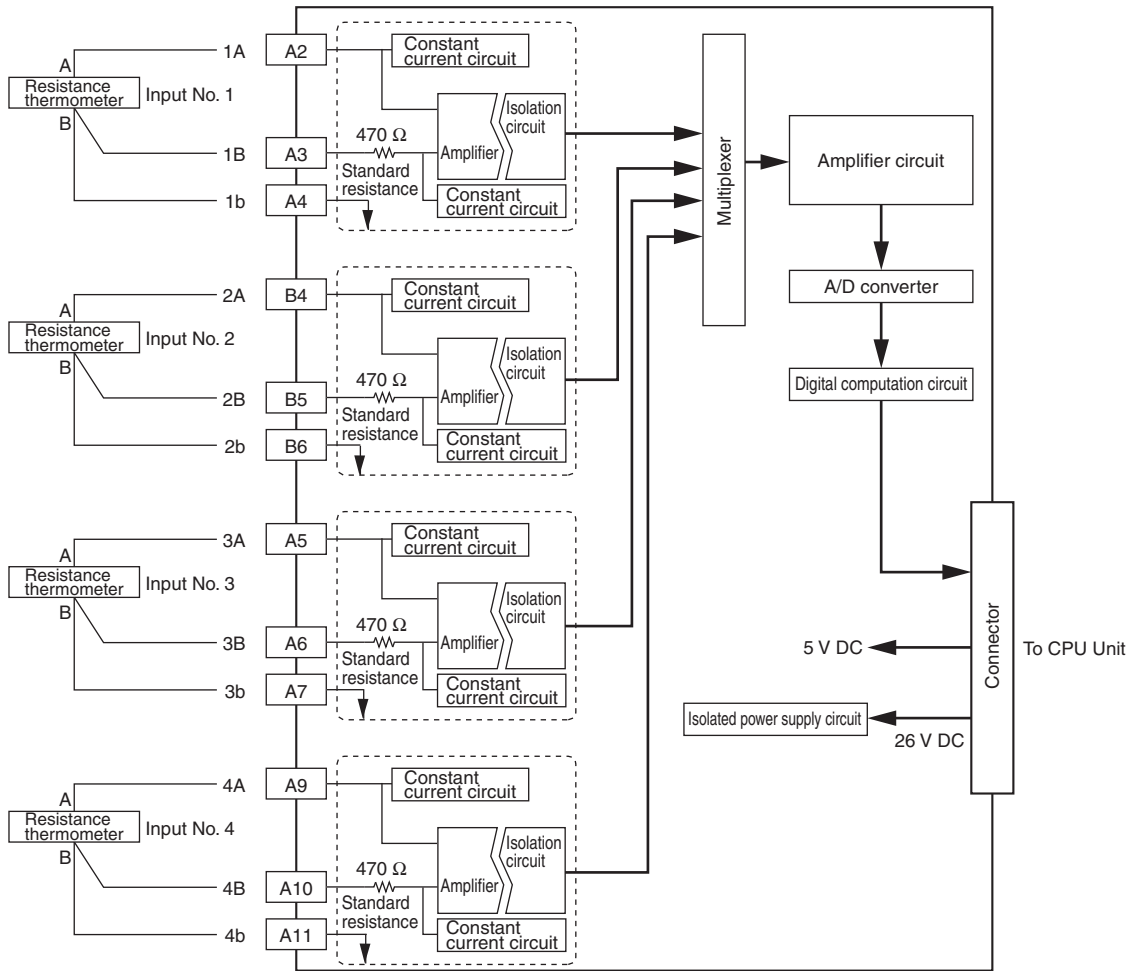 1A
A2
Constant
current circuit
A
Resistance
thermometer
Input No. 1
B
1B
A3
470 Ω
Standard
resistance
Amplifier
Isolation
circuit
1b
A4
Constant
current circuit
2A
B4
Constant
current circuit
A
Resistance
thermometer
Input No. 2
B
2B
B5
470 Ω
Standard
resistance
Amplifier
Isolation
circuit
2b
B6
Constant
current circuit
3A
A5
Constant
current circuit
A
Resistance
thermometer
Input No. 3
B
3B
A6
470 Ω
Standard
resistance
Amplifier
Isolation
circuit
3b
A7
Constant
current circuit
4A
A9
Constant
current circuit
A
Resistance
thermometer
Input No. 4
B
4B
A10
470 Ω
Standard
resistance
Amplifier
Isolation
circuit
4b
A11
Constant
current circuit
Multiplexer
Amplifier circuit
A/D converter
Digital computation circuit
5 V DC
Isolated power supply circuit
26 V DC
Connector
To CPU Unit